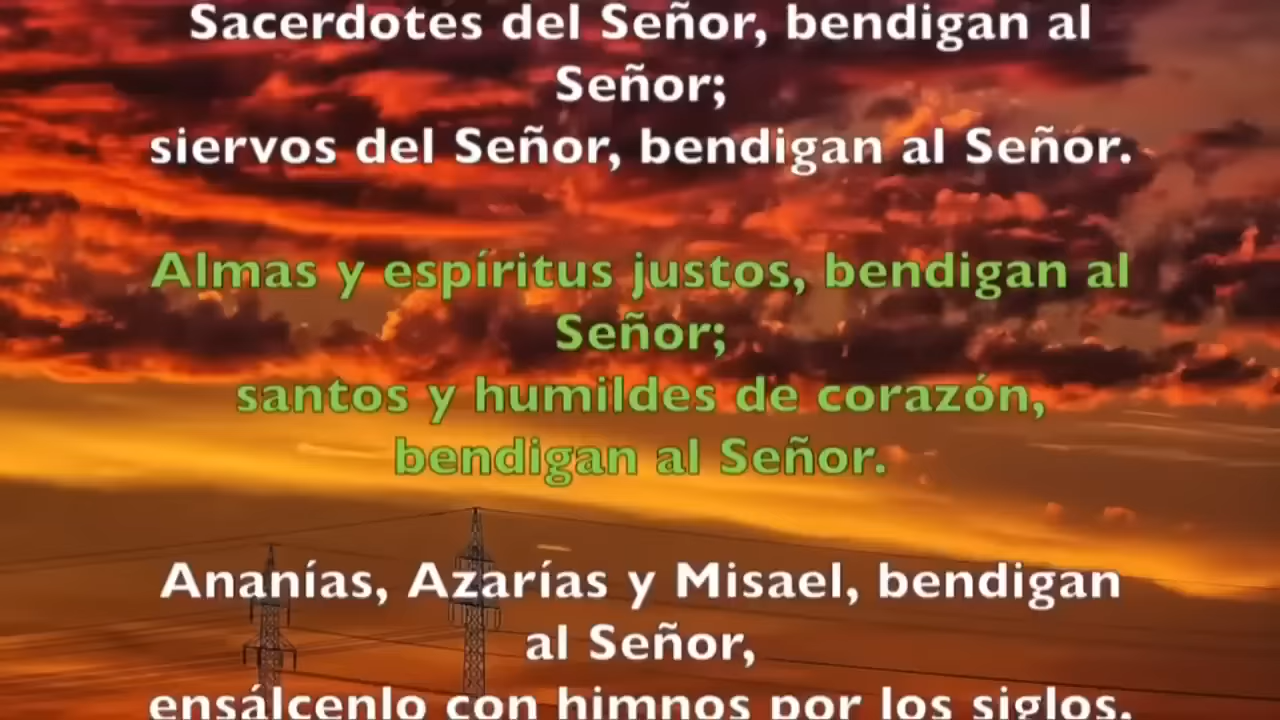 Sacerdotes del Señor, bendigan al
Señor;
siervos del Señor, bendigan al Señor.
Almas y espíritus justos, bendigan al
Señor;
santos y humildes de corazón,
bendigan al Señor.
Ananías, Azarías y Misael, bendigan
al Señor,
ensálcenlo con himnos por los siglos.